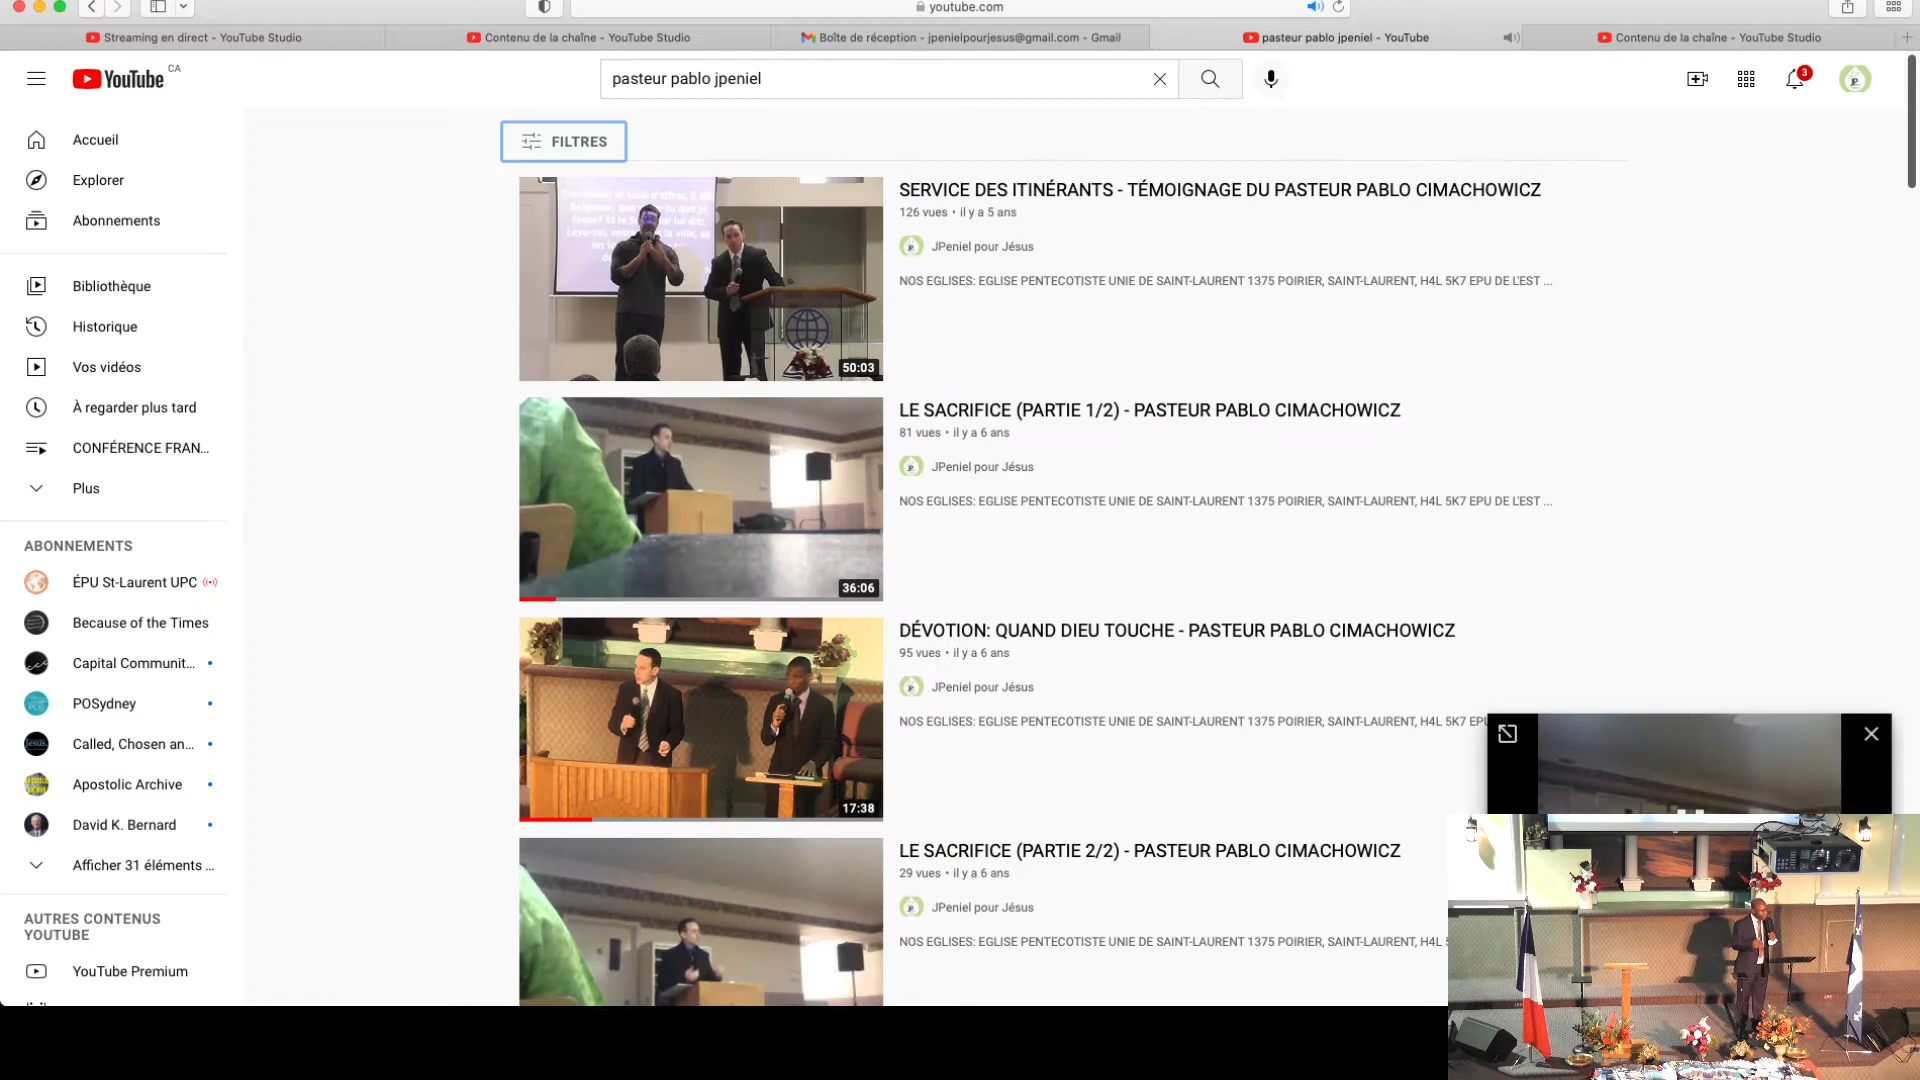 youtube.com
Streaming en direct - YouTube Studio
Contenu de la chaîne - YouTube Studio
Boîte de réception - jpenielpourjesus@gmail.com - Gmail
pasteur pablo jpeniel - YouTube
Contenu de la chaîne - YouTube Studio
YouTube CA
pasteur pablo jpeniel
3
FILTRES
Accueil
Explorer
Abonnements
Bibliothèque
Historique
Vos vidéos
À regarder plus tard
CONFÉRENCE FRAN...
Plus
ABONNEMENTS
ÉPU St-Laurent UPC
Because of the Times
Capital Communit...
POSydney
Called, Chosen an...
Apostolic Archive
David K. Bernard
Afficher 31 éléments ...
AUTRES CONTENUS
YOUTUBE
YouTube Premium
50:03
SERVICE DES ITINÉRANTS - TÉMOIGNAGE DU PASTEUR PABLO CIMACHOWICZ
126 vues • il y a 5 ans
JPeniel pour Jésus
NOS EGLISES: EGLISE PENTECOTISTE UNIE DE SAINT-LAURENT 1375 POIRIER, SAINT-LAURENT, H4L 5K7 EPU DE L'EST ...
36:06
LE SACRIFICE (PARTIE 1/2) - PASTEUR PABLO CIMACHOWICZ
81 vues • il y a 6 ans
JPeniel pour Jésus
NOS EGLISES: EGLISE PENTECOTISTE UNIE DE SAINT-LAURENT 1375 POIRIER, SAINT-LAURENT, H4L 5K7 EPU DE L'EST ...
17:38
DÉVOTION: QUAND DIEU TOUCHE - PASTEUR PABLO CIMACHOWICZ
95 vues • il y a 6 ans
JPeniel pour Jésus
NOS EGLISES: EGLISE PENTECOTISTE UNIE DE SAINT-LAURENT 1375 POIRIER, SAINT-LAURENT, H4L 5K7
LE SACRIFICE (PARTIE 2/2) - PASTEUR PABLO CIMACHOWICZ
29 vues • il y a 6 ans
JPeniel pour Jésus
NOS EGLISES: EGLISE PENTECOTISTE UNIE DE SAINT-LAURENT 1375 POIRIER, SAINT-LAURENT, H4L